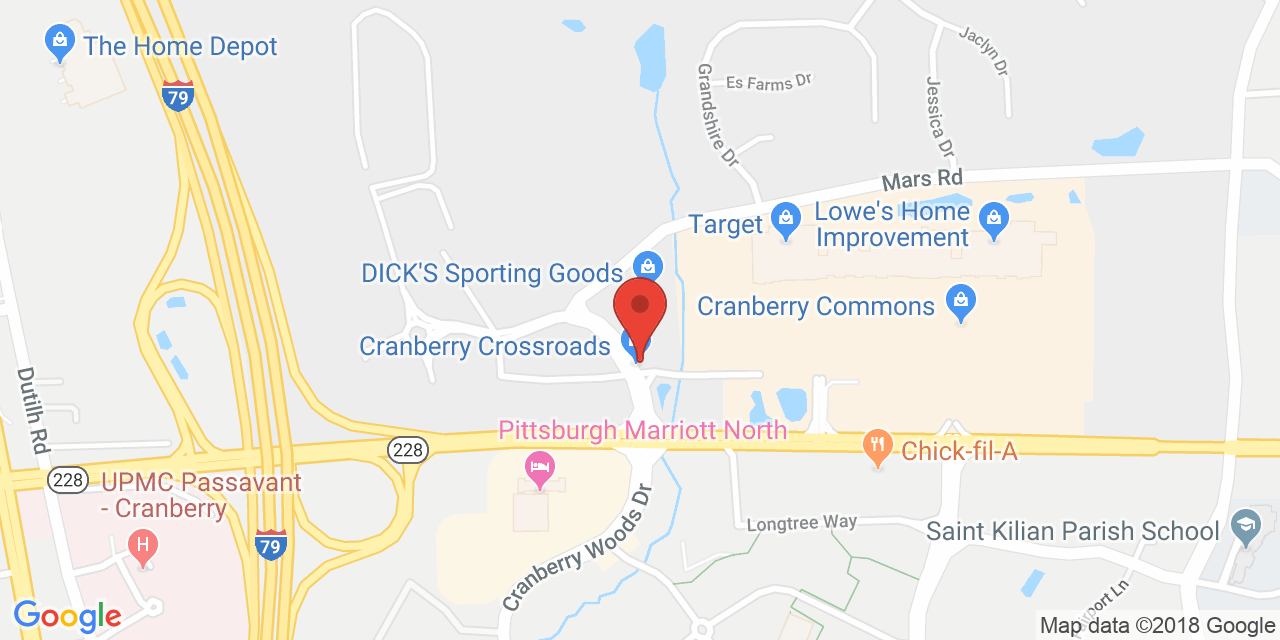 The Home Depot
79
Jaclyn Dr
Es Farms Dr
Grandshire Dr
Jessica Dr
Mars Rd
Target
Lowe's Home
Improvement
DICK'S Sporting Goods
Cranberry Commons
Cranberry Crossroads
Dutilh Rd
Pittsburgh Marriott North
228
Chick-fil-A
228
UPMC Passavant
- Cranberry
H
79
Cranberry Woods Dr
Longtree Way
Saint Kilian Parish School
Google
Map data ©2018 Google